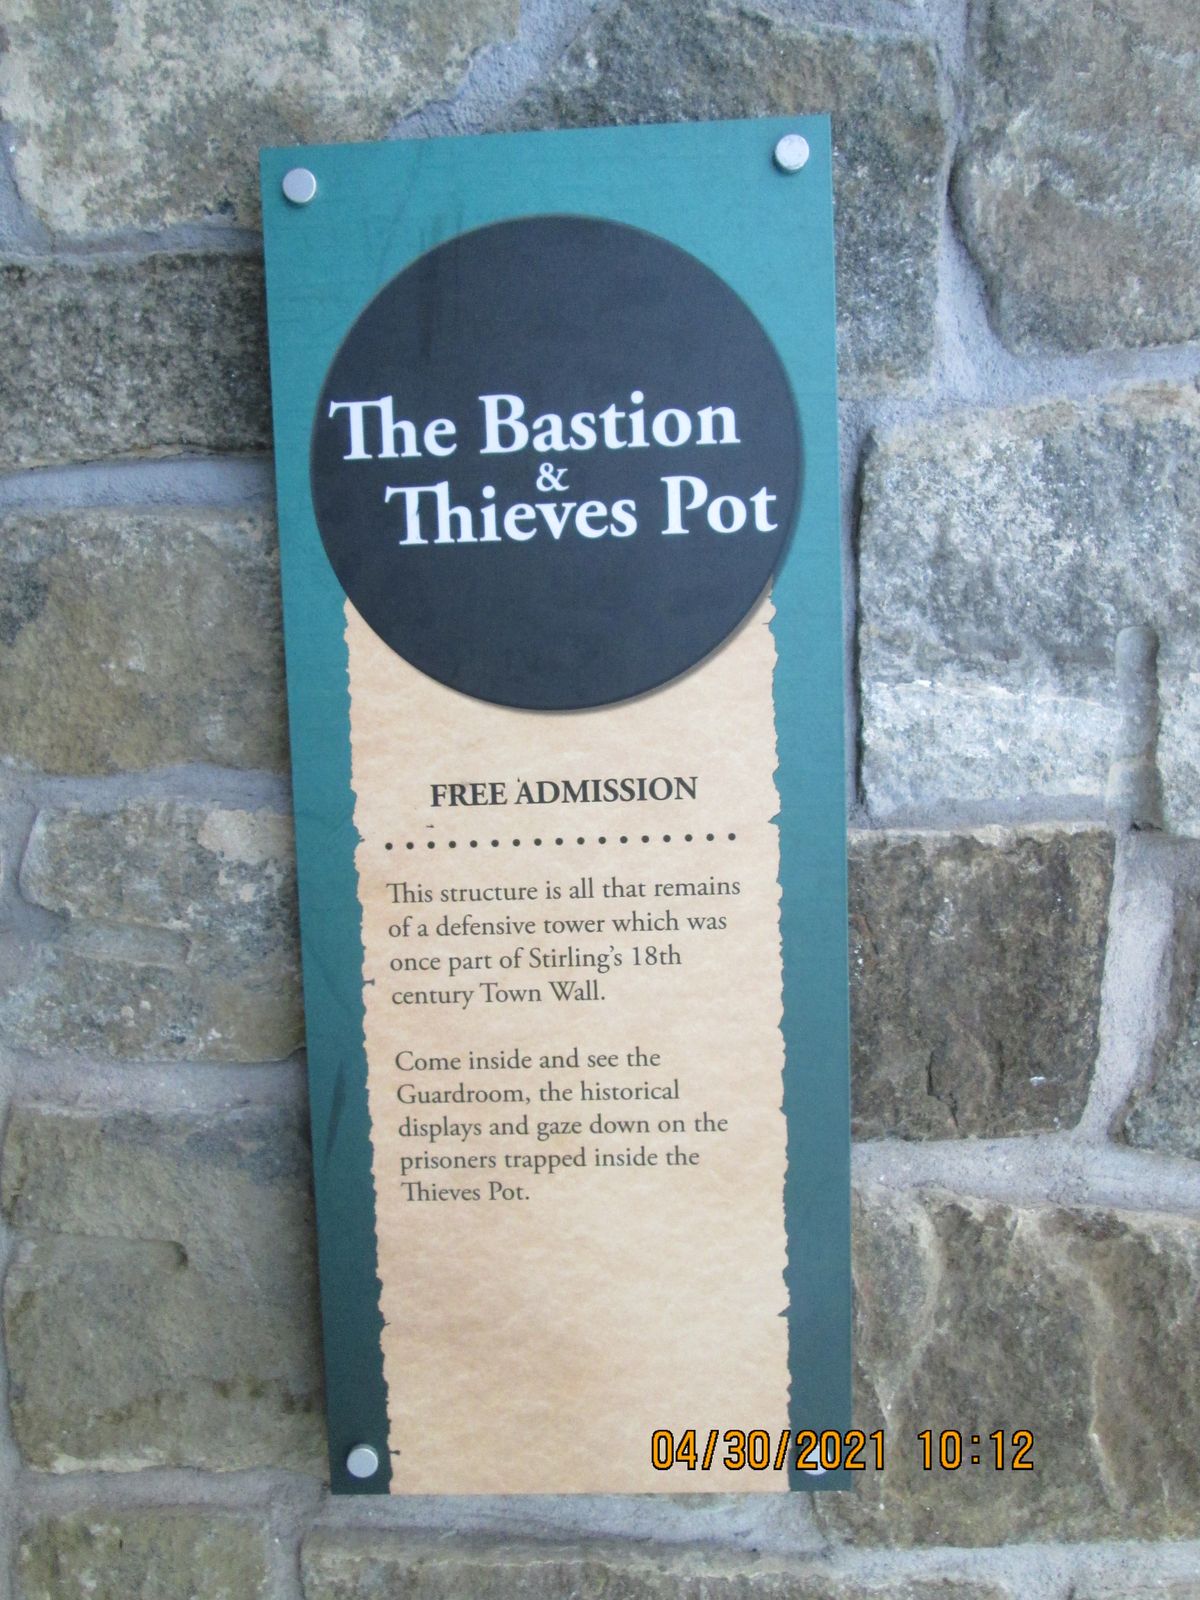 The Bastion
&
Thieves Pot
FREE ADMISSION
This structure is all that remains
of a defensive tower which was
once part of Stirling's 18th
century Town Wall.
Come inside and see the
Guardroom, the historical
displays and gaze down on the
prisoners trapped inside the
Thieves Pot.
04/30/2021 10:12